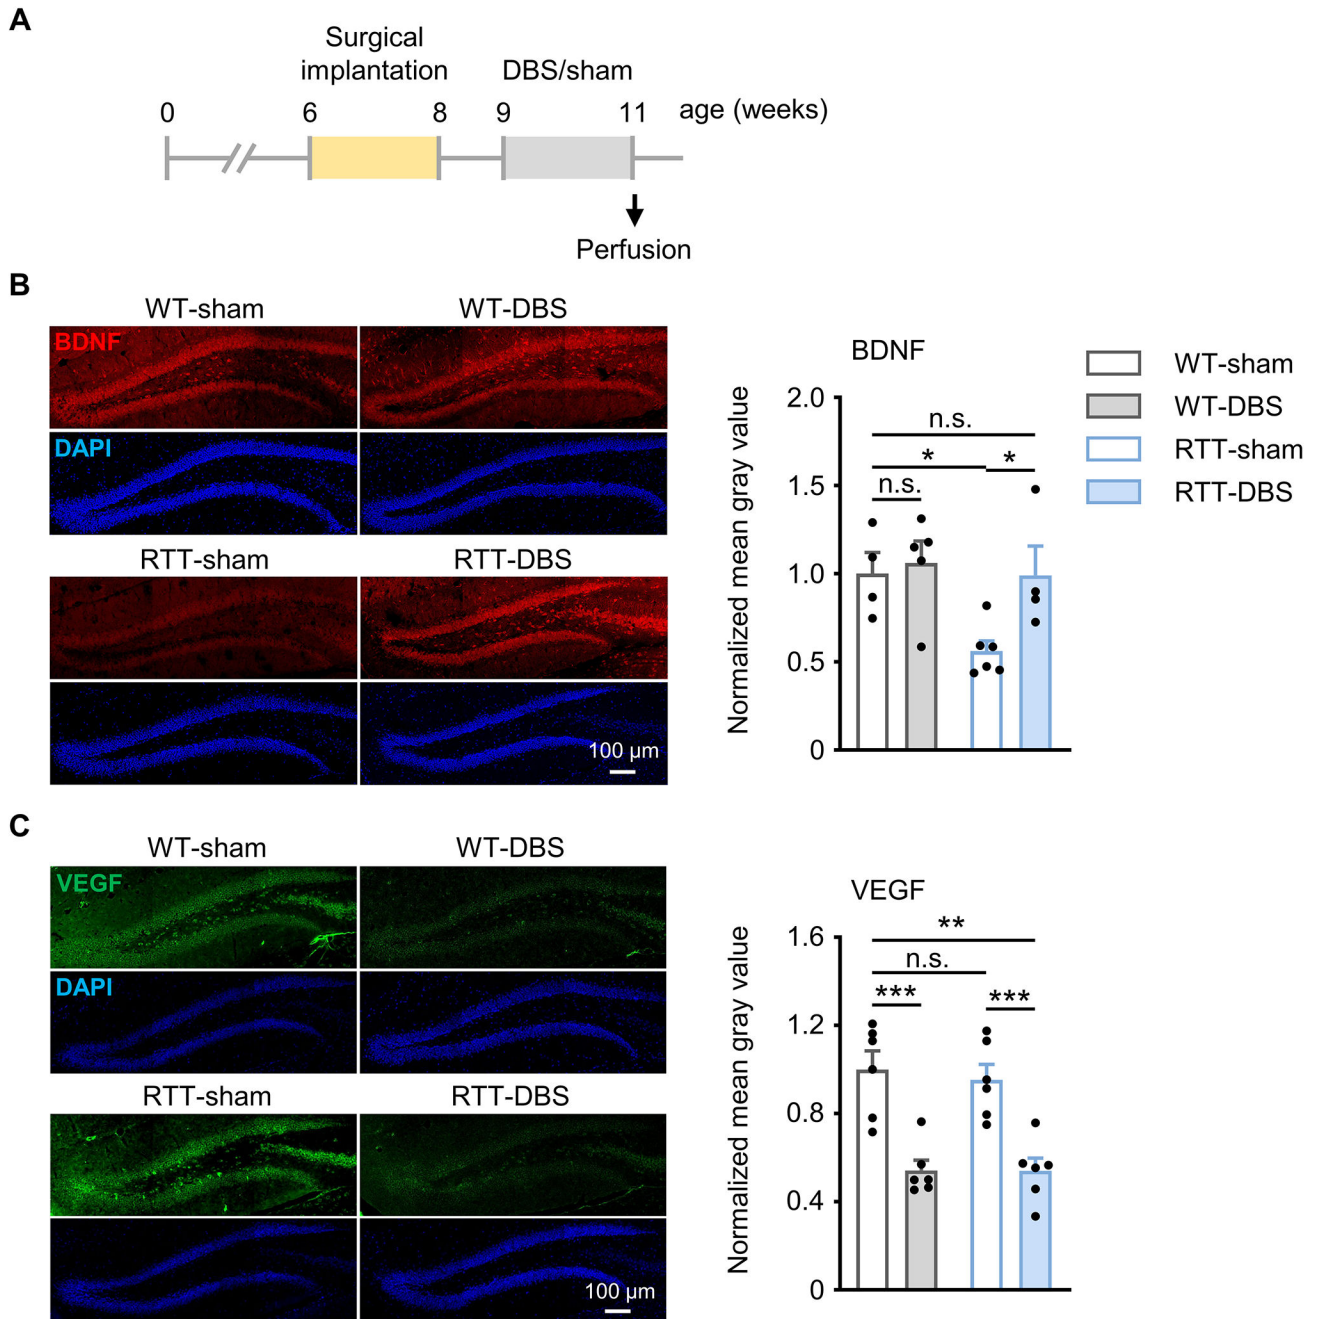 A
Surgical
implantation
DBS/sham
0 6 8 9 11 age (weeks)
Perfusion
B
WT-sham WT-DBS
BDNF
DAPI
RTT-sham RTT-DBS
100 µm
BDNF
Normalized mean gray value
2.0
1.5
1.0
0.5
0
n.s.
* *
n.s.
WT-sham
WT-DBS
RTT-sham
RTT-DBS
C
WT-sham WT-DBS
VEGF
DAPI
RTT-sham RTT-DBS
100 µm
VEGF
Normalized mean gray value
1.6
1.2
0.8
0.4
0
**
n.s.
*** ***